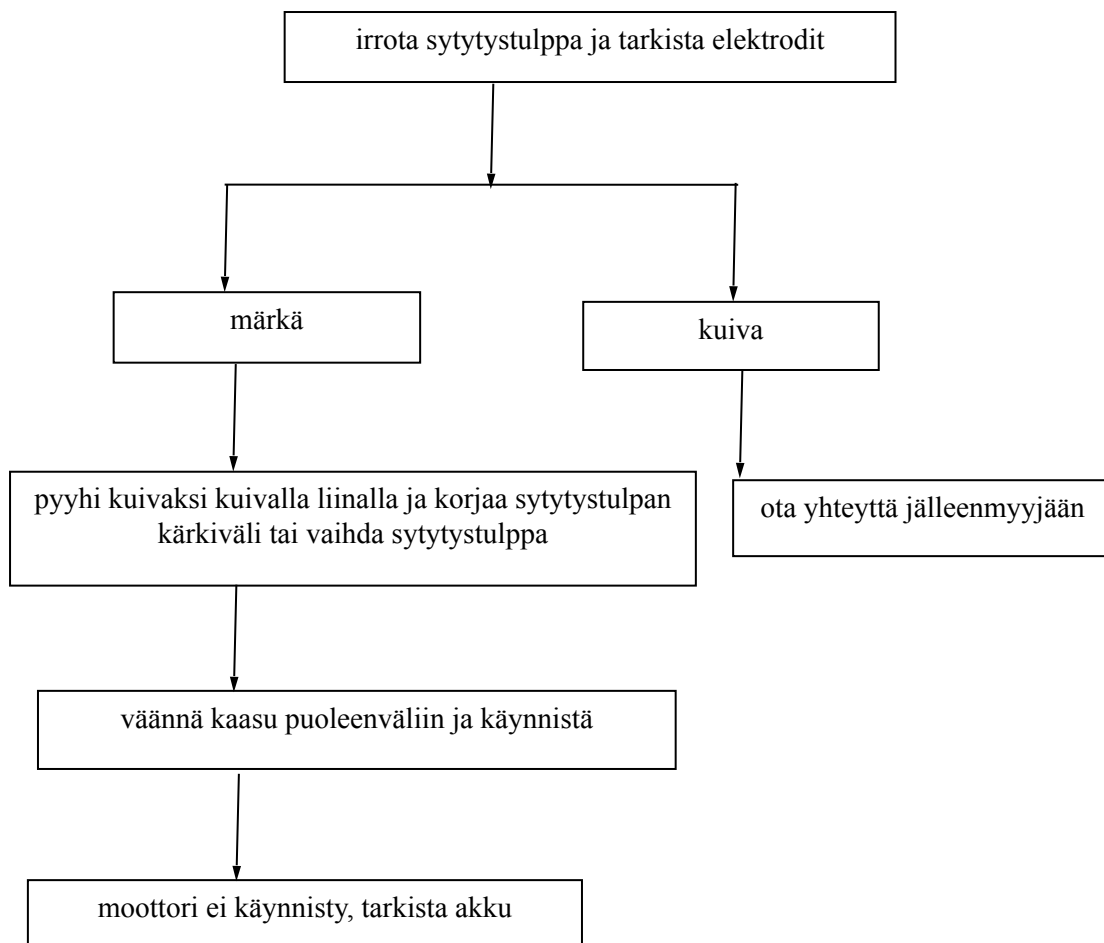 irrota sytytystulppa ja tarkista elektrodit
märkä
kuiva
pyyhi kuivaksi kuivalla liinalla ja korjaa sytytystulpan
kärkiväli tai vaihda sytytystulppa
ota yhteyttä jälleenmyyjään
väännä kaasu puoleenväliin ja käynnistä
moottori ei käynnisty, tarkista akku